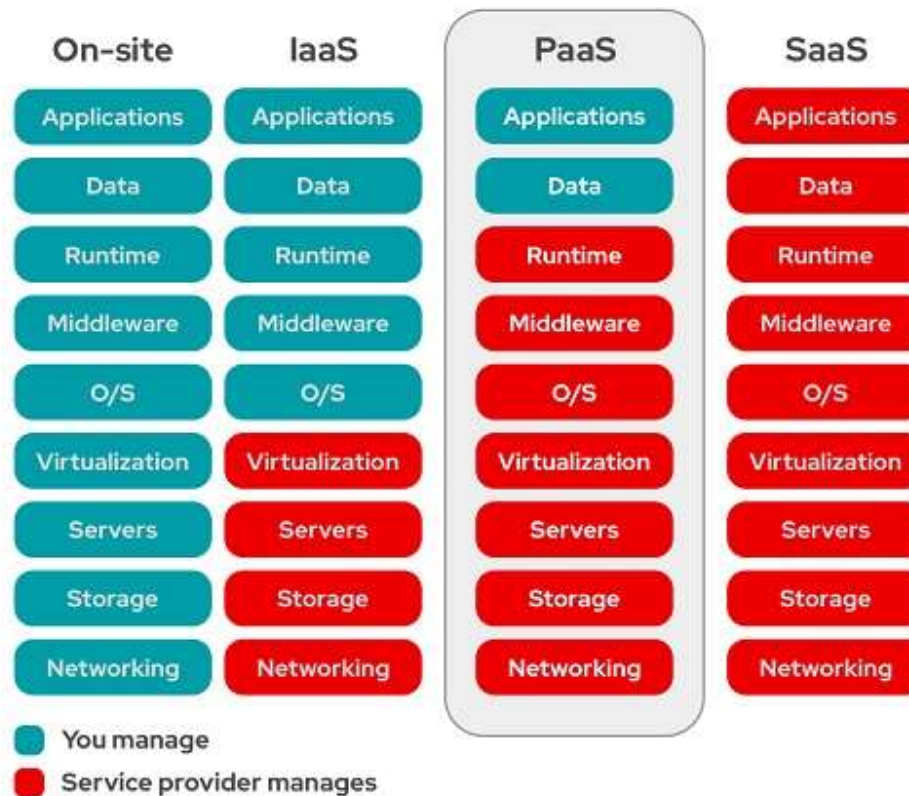 On-site IaaS PaaS SaaS
Applications Applications Applications Applications
Data Data Data Data
Runtime Runtime Runtime Runtime
Middleware Middleware Middleware Middleware
O/S O/S O/S O/S
Virtualization Virtualization Virtualization Virtualization
Servers Servers Servers Servers
Storage Storage Storage Storage
Networking Networking Networking Networking
You manage
Service provider manages